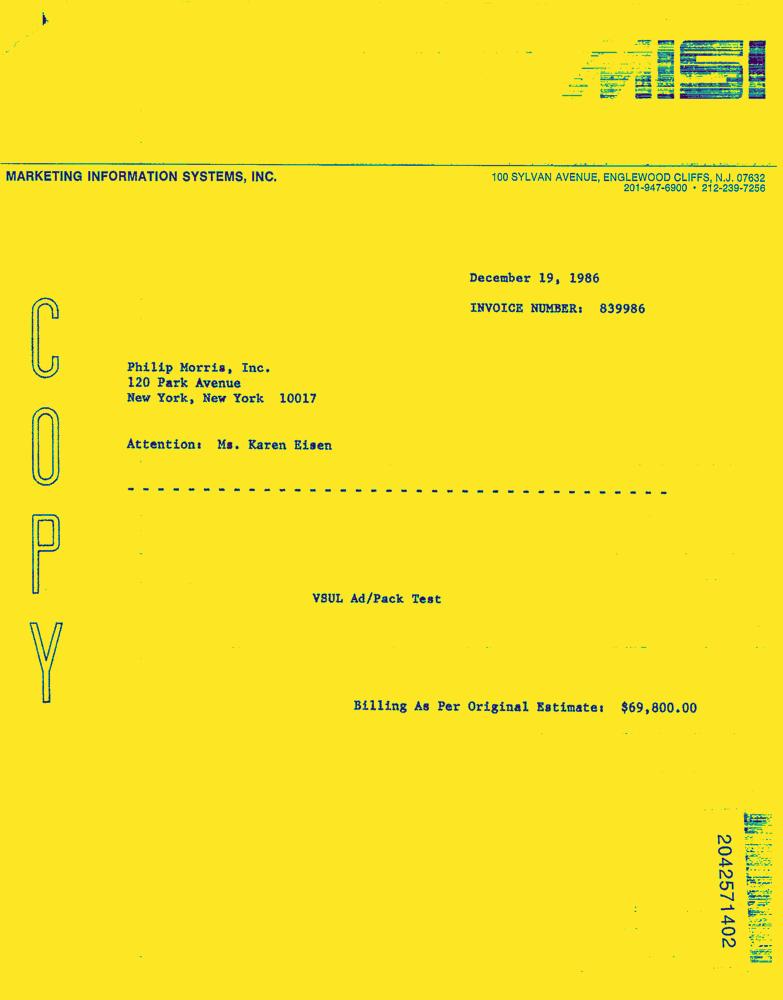 MISI
MARKETING INFORMATION SYSTEMS, INC.
100 SYLVAN AVENUE, ENGLEWOOD CLIFFS, N.J. 07632
201-947-6900 • 212-239-7256
December 19, 1986
INVOICE NUMBER: 839986
COPY
Philip Morris, Inc.
120 Park Avenue
New York, New York 10017
Attention: Ms. Karen Eisen
- - - - - - - - - - - - - - - - - - - - - - - - - - - - - - - - - - - -
VSUL Ad/Pack Test
Billing As Per Original Estimate: $69,800.00
2042571402